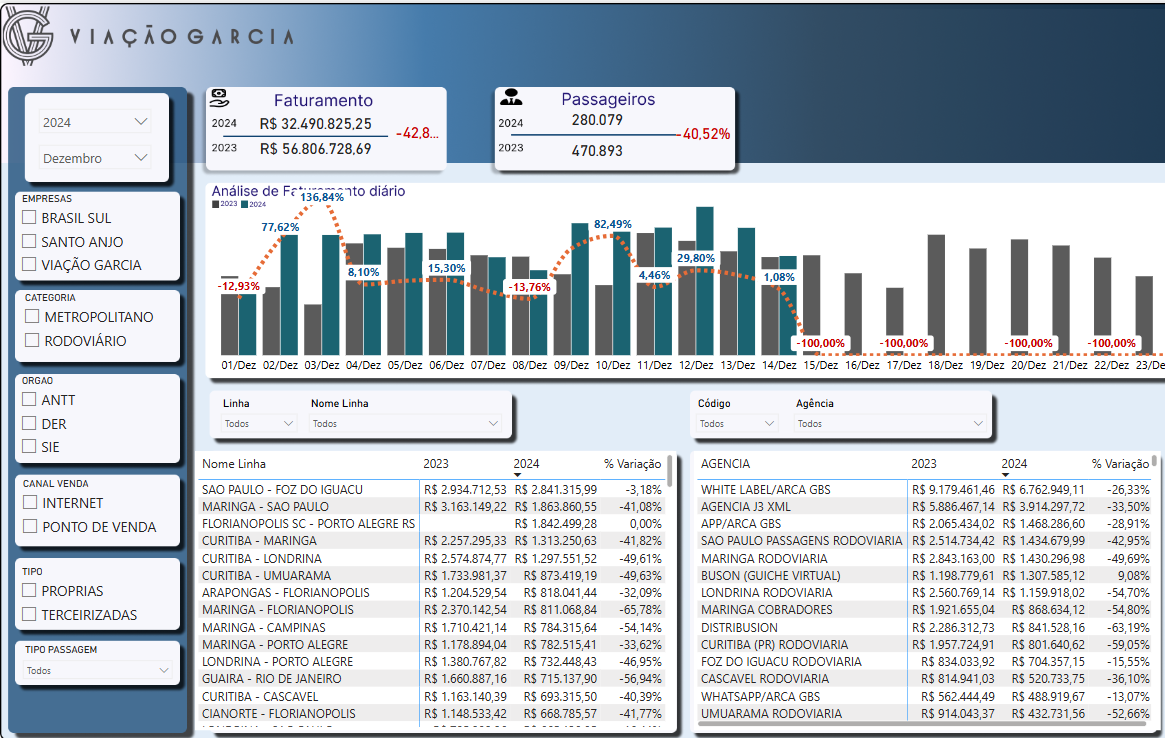 VIAÇÃO GARCIA
2024
Dezembro
EMPRESAS
BRASIL SUL
SANTO ANJO
VIAÇÃO GARCIA
CATEGORIA
METROPOLITANO
RODOVIÁRIO
ORGAO
ANTT
DER
SIE
CANAL VENDA
INTERNET
PONTO DE VENDA
TIPO
PROPRIAS
TERCEIRIZADAS
TIPO PASSAGEM
Todos
Faturamento
2024 R$ 32.490.825,25
-42,8...
2023 R$ 56.806.728,69
Passageiros
2024 280.079
-40,52%
2023 470.893
Análise de Faturamento diário
2023 2024
136,84%
77,62%
82,49%
29,80%
8,10% 15,30% 4,46% 1,08%
-12,93% -13,76%
-100,00% -100,00% -100,00% -100,00%
01/Dez 02/Dez 03/Dez 04/Dez 05/Dez 06/Dez 07/Dez 08/Dez 09/Dez 10/Dez 11/Dez 12/Dez 13/Dez 14/Dez 15/Dez 16/Dez 17/Dez 18/Dez 19/Dez 20/Dez 21/Dez 22/Dez 23/De
Linha Nome Linha
Todos Todos
Código Agência
Todos Todos
Nome Linha 2023 2024 % Variação
SAO PAULO - FOZ DO IGUACU R$ 2.934.712,53 R$ 2.841.315,99 -3,18%
MARINGA - SAO PAULO R$ 3.163.149,22 R$ 1.863.860,55 -41,08%
FLORIANOPOLIS SC - PORTO ALEGRE RS R$ 1.842.499,28 0,00%
CURITIBA - MARINGA R$ 2.257.295,33 R$ 1.313.250,63 -41,82%
CURITIBA - LONDRINA R$ 2.574.874,77 R$ 1.297.551,52 -49,61%
CURITIBA - UMUARAMA R$ 1.733.981,37 R$ 873.419,19 -49,63%
ARAPONGAS - FLORIANOPOLIS R$ 1.204.529,54 R$ 818.041,44 -32,09%
MARINGA - FLORIANOPOLIS R$ 2.370.142,54 R$ 811.068,84 -65,78%
MARINGA - CAMPINAS R$ 1.710.421,14 R$ 784.315,64 -54,14%
MARINGA - PORTO ALEGRE R$ 1.178.894,04 R$ 782.515,41 -33,62%
LONDRINA - PORTO ALEGRE R$ 1.380.767,82 R$ 732.448,43 -46,95%
GUAIRA - RIO DE JANEIRO R$ 1.660.887,16 R$ 715.137,90 -56,94%
CURITIBA - CASCAVEL R$ 1.163.140,39 R$ 693.315,50 -40,39%
CIANORTE - FLORIANOPOLIS R$ 1.148.533,42 R$ 668.785,57 -41,77%
AGENCIA 2023 2024 % Variação
WHITE LABEL/ARCA GBS R$ 9.179.461,46 R$ 6.762.949,11 -26,33%
AGENCIA J3 XML R$ 5.886.467,14 R$ 3.914.297,72 -33,50%
APP/ARCA GBS R$ 2.065.434,02 R$ 1.468.286,60 -28,91%
SAO PAULO PASSAGENS RODOVIARIA R$ 2.514.734,42 R$ 1.434.679,99 -42,95%
MARINGA RODOVIARIA R$ 2.843.163,00 R$ 1.430.296,98 -49,69%
BUSON (GUICHE VIRTUAL) R$ 1.198.779,61 R$ 1.307.585,12 9,08%
LONDRINA RODOVIARIA R$ 2.560.769,14 R$ 1.159.918,02 -54,70%
MARINGA COBRADORES R$ 1.921.655,04 R$ 868.634,12 -54,80%
DISTRIBUSION R$ 2.286.312,73 R$ 841.528,16 -63,19%
CURITIBA (PR) RODOVIARIA R$ 1.957.724,91 R$ 801.640,62 -59,05%
FOZ DO IGUACU RODOVIARIA R$ 834.033,92 R$ 704.357,15 -15,55%
CASCAVEL RODOVIARIA R$ 814.941,03 R$ 520.733,75 -36,10%
WHATSAPP/ARCA GBS R$ 562.444,49 R$ 488.919,67 -13,07%
UMUARAMA RODOVIARIA R$ 914.043,37 R$ 432.731,56 -52,66%